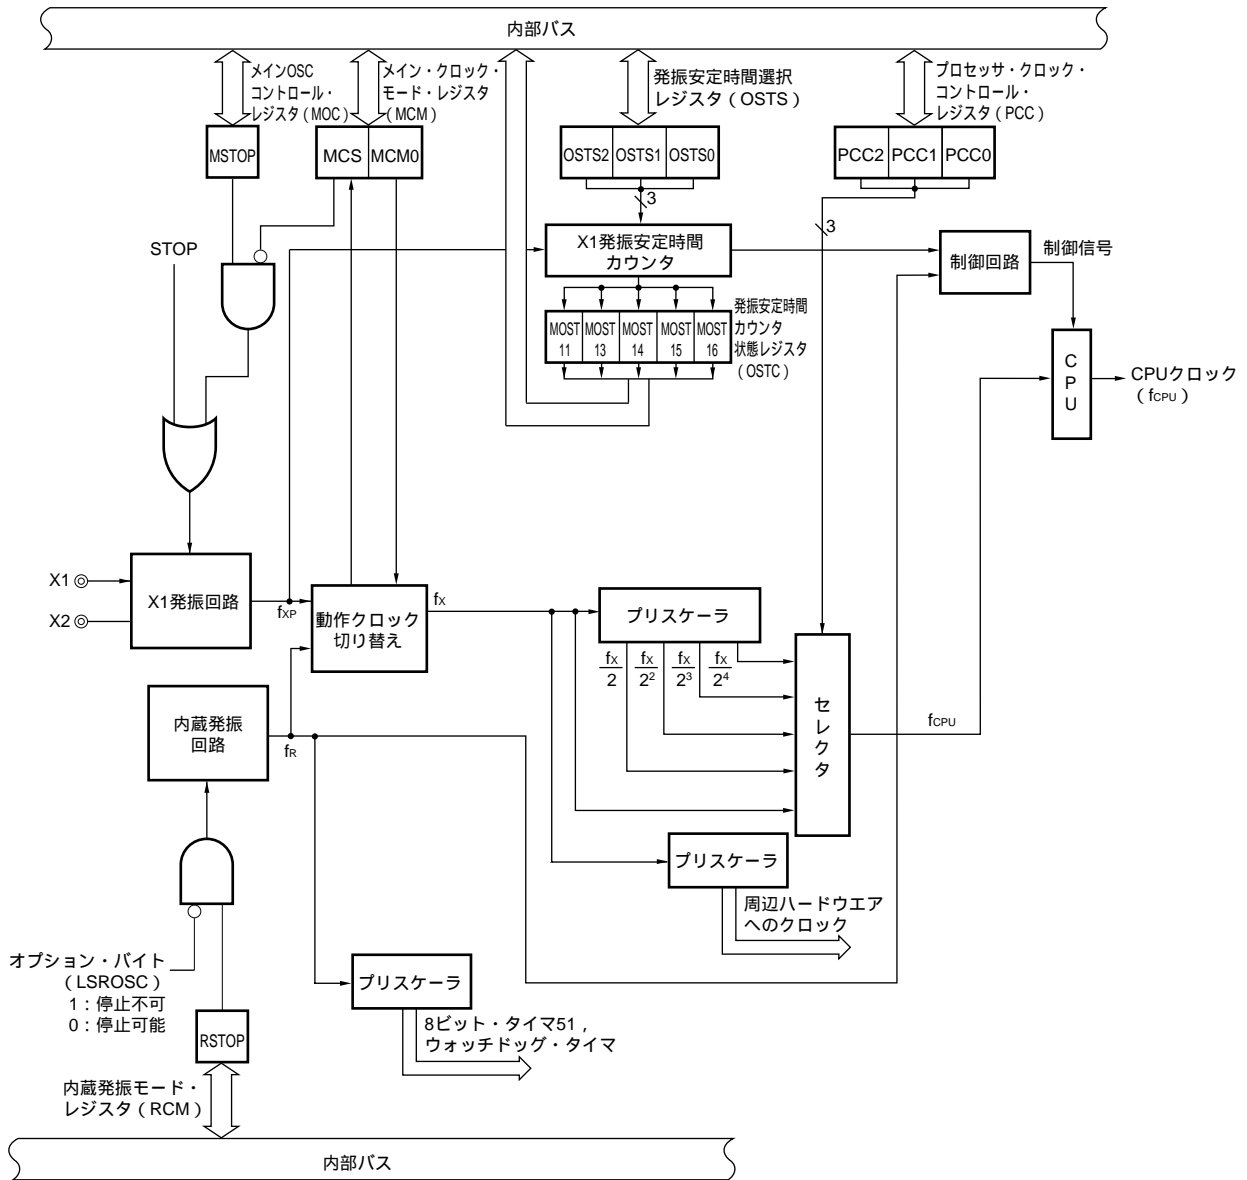 内部バス
メインOSC
コントロール・
レジスタ(MOC)
メイン・クロック・
モード・レジスタ
(MCM)
発振安定時間選択
レジスタ(OSTS)
プロセッサ・クロック・
コントロール・
レジスタ(PCC)
MSTOP
MCS
MCM0
OSTS2
OSTS1
OSTS0
PCC2
PCC1
PCC0
3
3
STOP
X1発振安定時間
カウンタ
制御回路
制御信号
MOST
11
MOST
13
MOST
14
MOST
15
MOST
16
発振安定時間
カウンタ
状態レジスタ
(OSTC)
C
P
U
CPUクロック
(fCPU)
X1
X2
X1発振回路
fXP
動作クロック
切り替え
fX
プリスケーラ
fX
2
fX
2²
fX
2³
fX
2⁴
セ
レ
ク
タ
fCPU
内蔵発振
回路
fR
プリスケーラ
周辺ハードウエア
へのクロック
オプション・バイト
(LSROSC)
1:停止不可
0:停止可能
プリスケーラ
8ビット・タイマ51,
ウォッチドッグ・タイマ
RSTOP
内蔵発振モード・
レジスタ(RCM)
内部バス